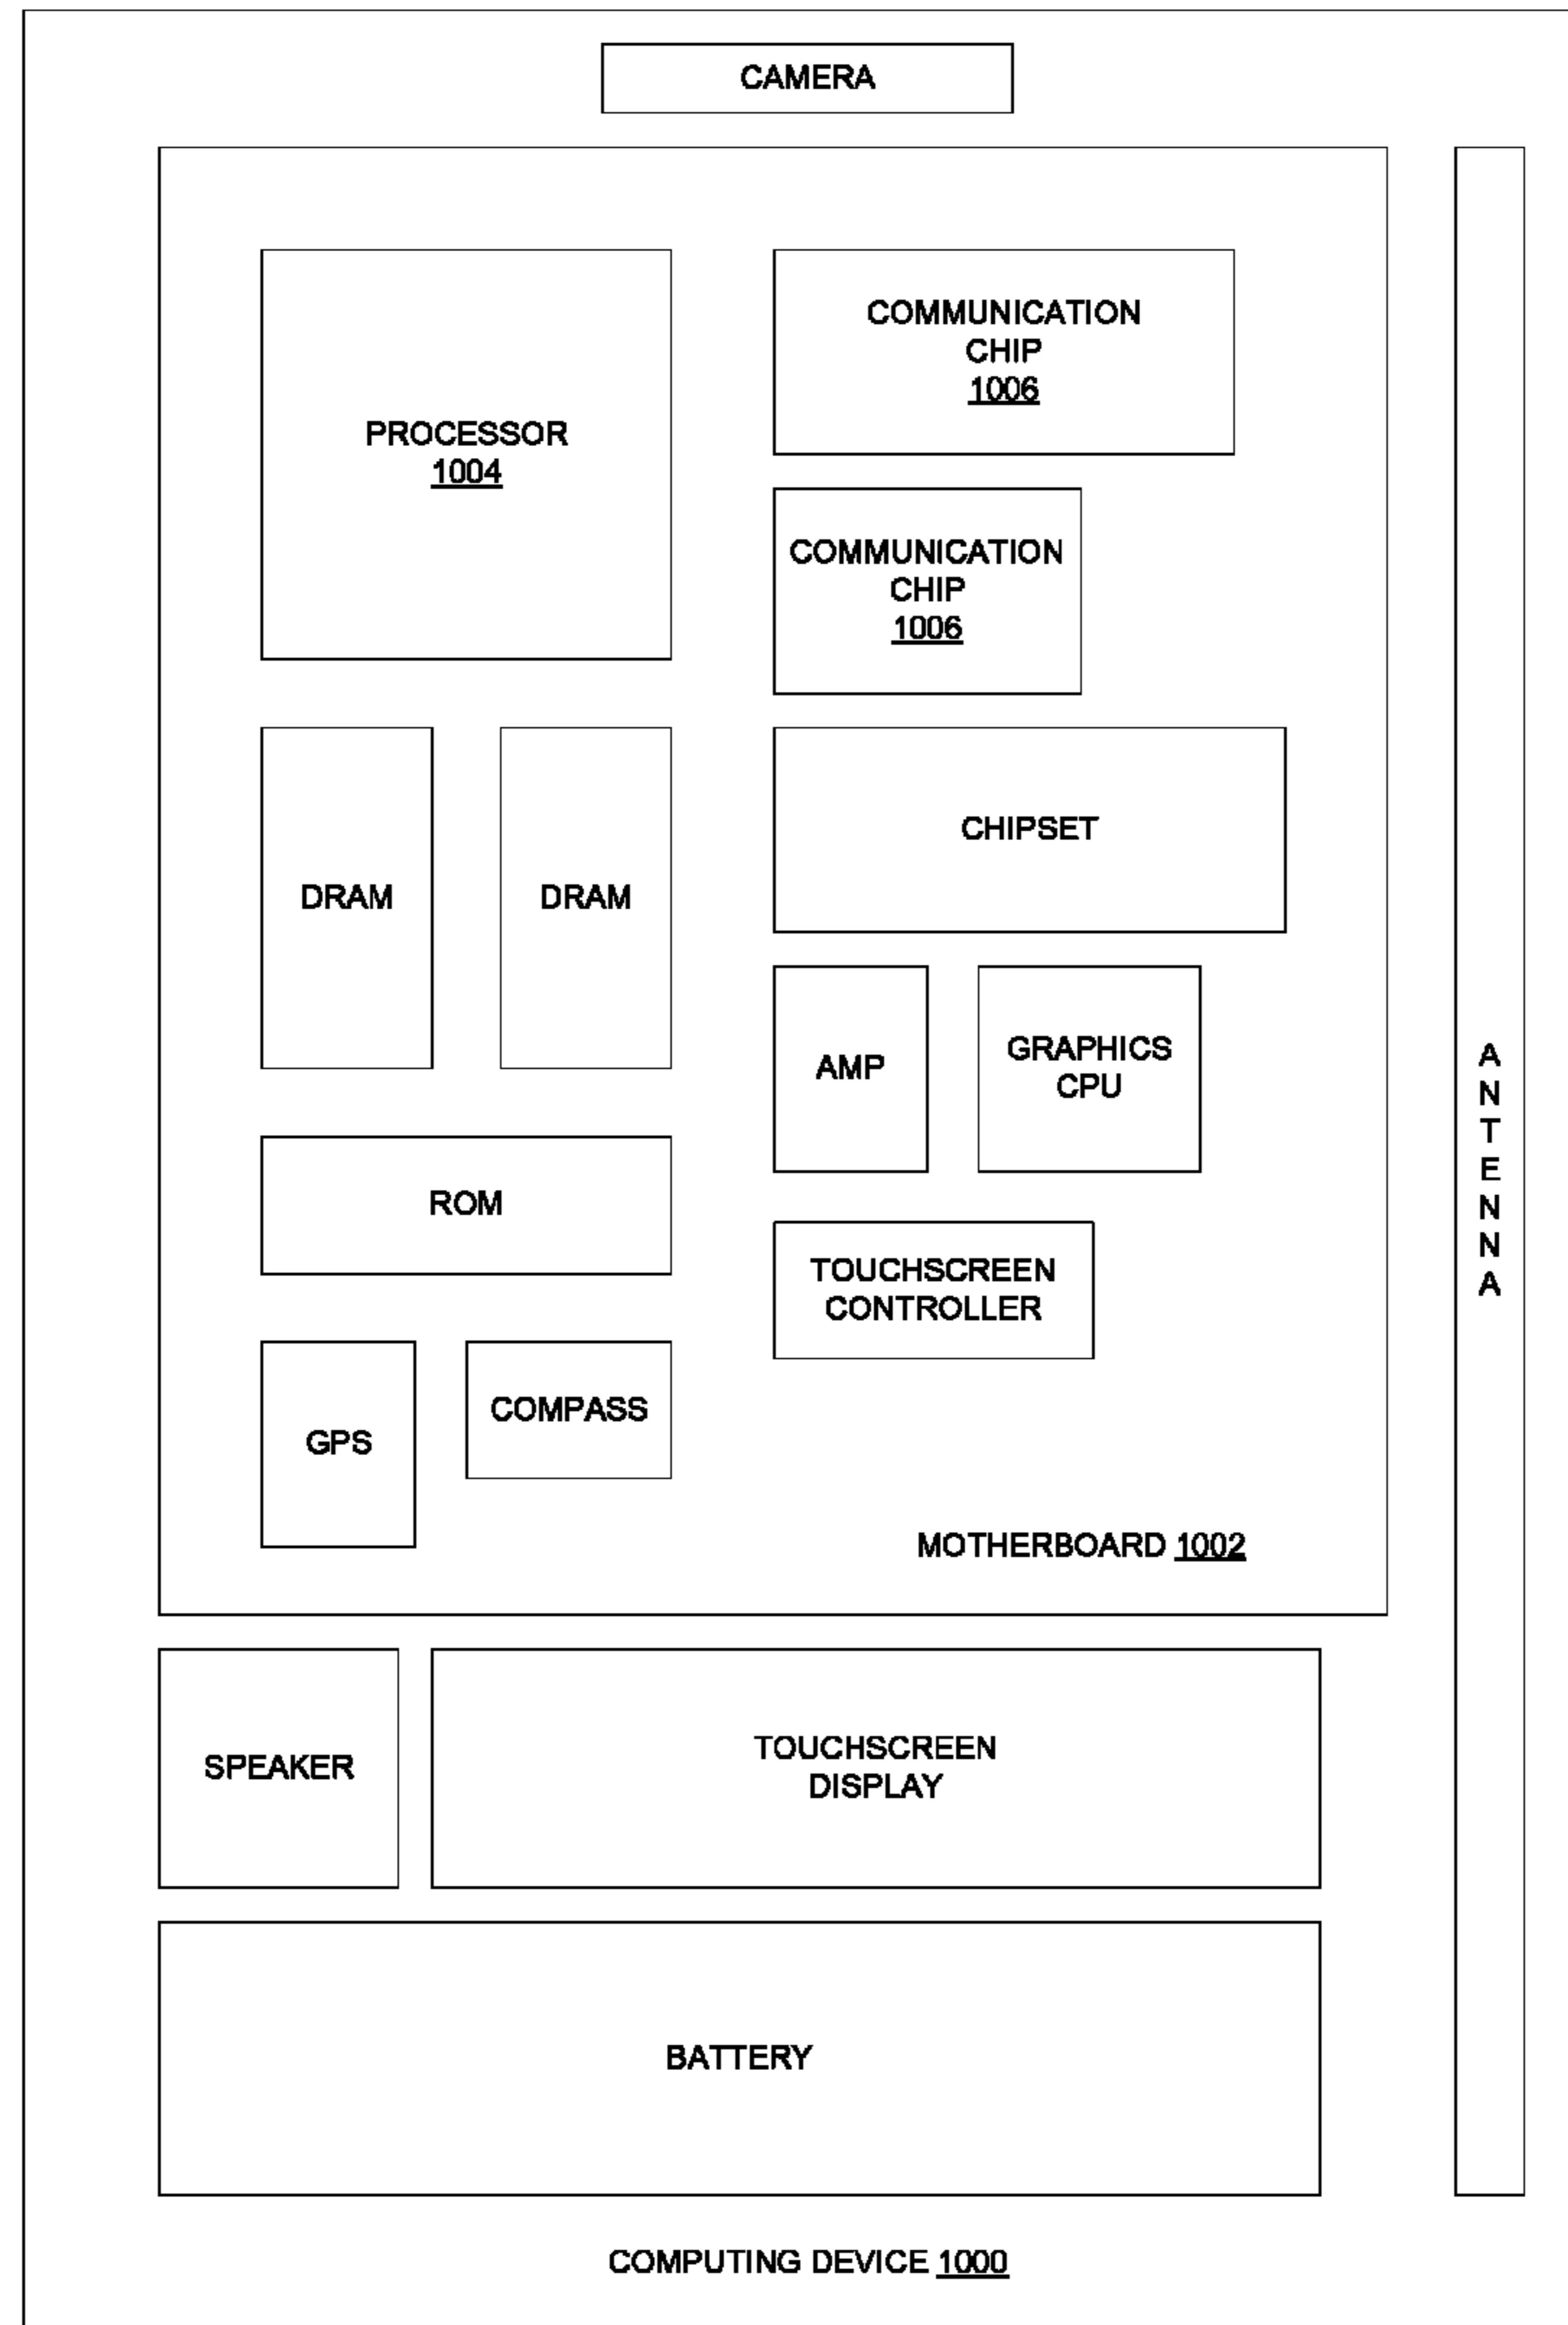 CAMERA
PROCESSOR
1004
COMMUNICATION
CHIP
1006
COMMUNICATION
CHIP
1006
DRAM
DRAM
CHIPSET
AMP
GRAPHICS
CPU
ROM
TOUCHSCREEN
CONTROLLER
GPS
COMPASS
MOTHERBOARD 1002
A
N
T
E
N
N
A
SPEAKER
TOUCHSCREEN
DISPLAY
BATTERY
COMPUTING DEVICE 1000